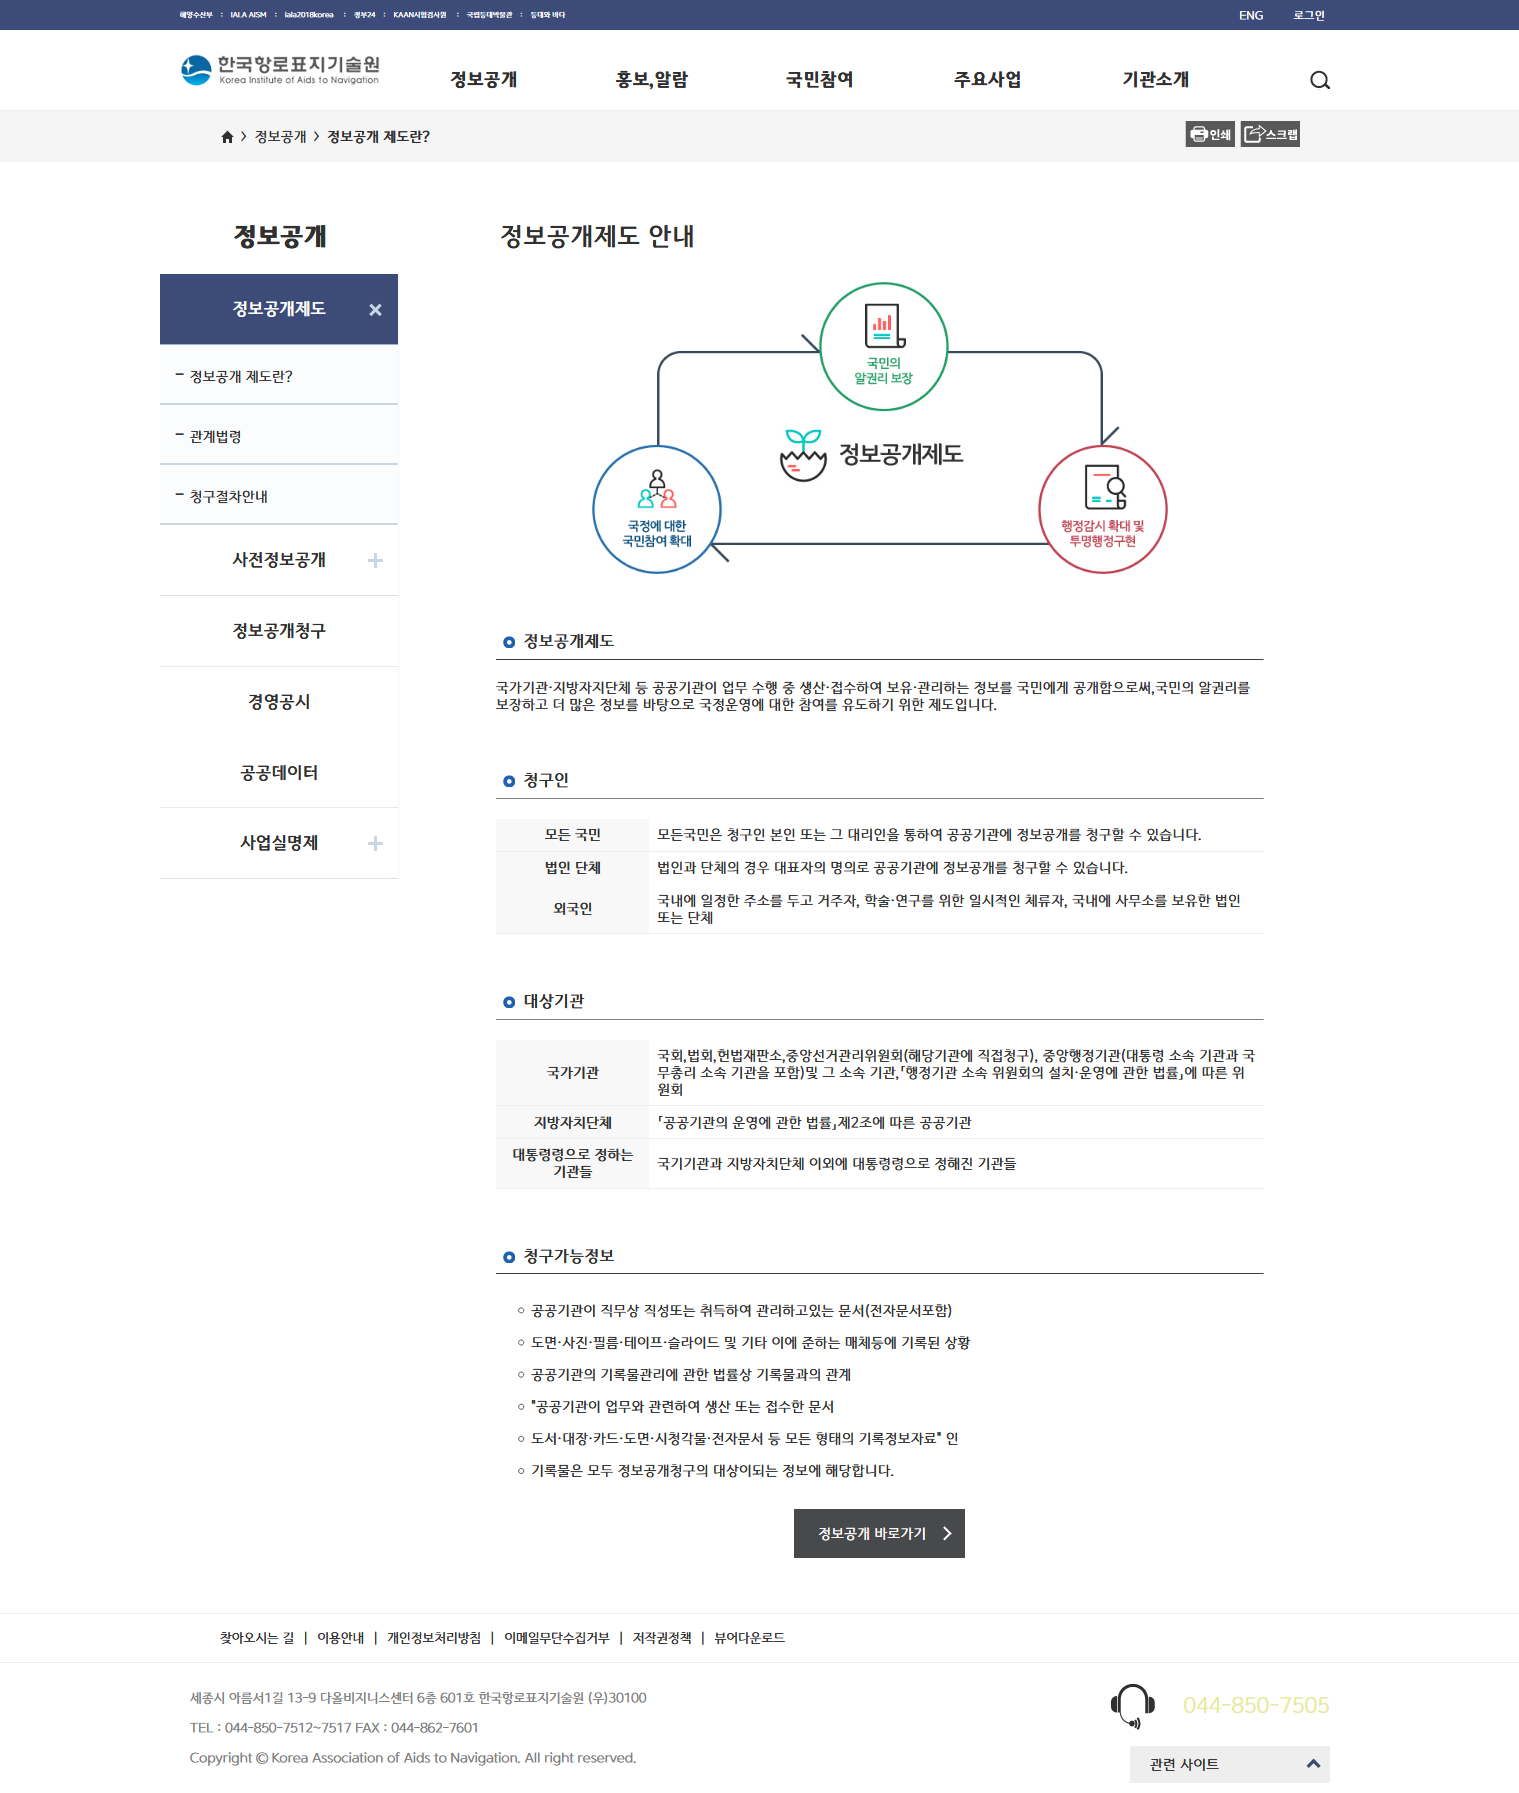 해양수산부 : IALA AISM : iala2018korea : 정부24 : KAAN시험검사원 : 국립등대박물관 : 등대와 바다
ENG 로그인
한국항로표지기술원
Korea Institute of Aids to Navigation
정보공개 홍보,알람 국민참여 주요사업 기관소개
> 정보공개 > 정보공개 제도란?
인쇄 스크랩
정보공개
정보공개제도
- 정보공개 제도란?
- 관계법령
- 청구절차안내
사전정보공개
정보공개청구
경영공시
공공데이터
사업실명제
정보공개제도 안내
국민의
알권리 보장
정보공개제도
국정에 대한
국민참여 확대
행정감시 확대 및
투명행정구현
정보공개제도
국가기관·지방자지단체 등 공공기관이 업무 수행 중 생산·접수하여 보유·관리하는 정보를 국민에게 공개함으로써,국민의 알권리를
보장하고 더 많은 정보를 바탕으로 국정운영에 대한 참여를 유도하기 위한 제도입니다.
청구인
모든 국민 모든국민은 청구인 본인 또는 그 대리인을 통하여 공공기관에 정보공개를 청구할 수 있습니다.
법인 단체 법인과 단체의 경우 대표자의 명의로 공공기관에 정보공개를 청구할 수 있습니다.
외국인 국내에 일정한 주소를 두고 거주자, 학술·연구를 위한 일시적인 체류자, 국내에 사무소를 보유한 법인
또는 단체
대상기관
국가기관 국회,법회,헌법재판소,중앙선거관리위원회(해당기관에 직접청구), 중앙행정기관(대통령 소속 기관과 국
무총리 소속 기관을 포함)및 그 소속 기관,「행정기관 소속 위원회의 설치·운영에 관한 법률」에 따른 위
원회
지방자치단체 「공공기관의 운영에 관한 법률」제2조에 따른 공공기관
대통령령으로 정하는
기관들 국기기관과 지방자치단체 이외에 대통령령으로 정해진 기관들
청구가능정보
○ 공공기관이 직무상 직성또는 취득하여 관리하고있는 문서(전자문서포함)
○ 도면·사진·필름·테이프·슬라이드 및 기타 이에 준하는 매체등에 기록된 상황
○ 공공기관의 기록물관리에 관한 법률상 기록물과의 관계
○ "공공기관이 업무와 관련하여 생산 또는 접수한 문서
○ 도서·대장·카드·도면·시청각물·전자문서 등 모든 형태의 기록정보자료" 인
○ 기록물은 모두 정보공개청구의 대상이되는 정보에 해당합니다.
정보공개 바로가기
찾아오시는 길 | 이용안내 | 개인정보처리방침 | 이메일무단수집거부 | 저작권정책 | 뷰어다운로드
세종시 아름서1길 13-9 다올비지니스센터 6층 601호 한국항로표지기술원 (우)30100
TEL : 044-850-7512~7517 FAX : 044-862-7601
Copyright © Korea Association of Aids to Navigation. All right reserved.
044-850-7505
관련 사이트